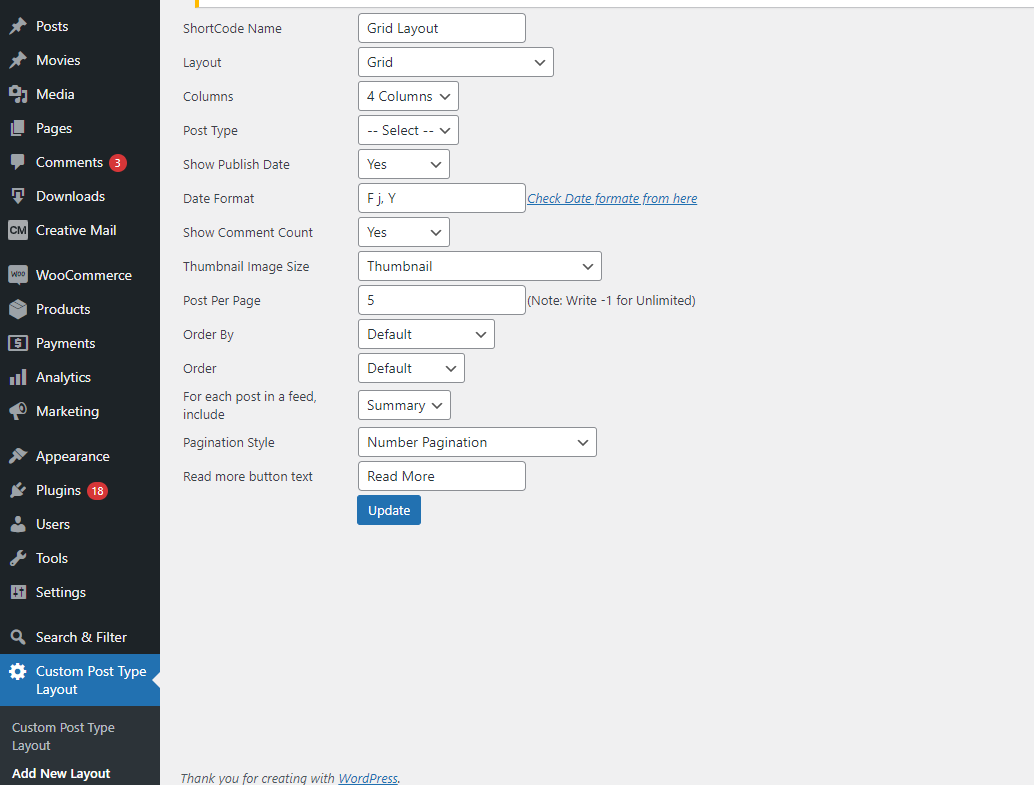 Posts
Movies
Media
Pages
Comments 3
Downloads
CM Creative Mail
Woo WooCommerce
Products
$ Payments
Analytics
Marketing
Appearance
Plugins 18
Users
Tools
Settings
Search & Filter
Custom Post Type
Layout
Custom Post Type
Layout
Add New Layout
ShortCode Name Grid Layout
Layout Grid
Columns 4 Columns
Post Type -- Select --
Show Publish Date Yes
Date Format F j, Y Check Date formate from here
Show Comment Count Yes
Thumbnail Image Size Thumbnail
Post Per Page 5 (Note: Write -1 for Unlimited)
Order By Default
Order Default
For each post in a feed,
include Summary
Pagination Style Number Pagination
Read more button text Read More
Update
Thank you for creating with WordPress.